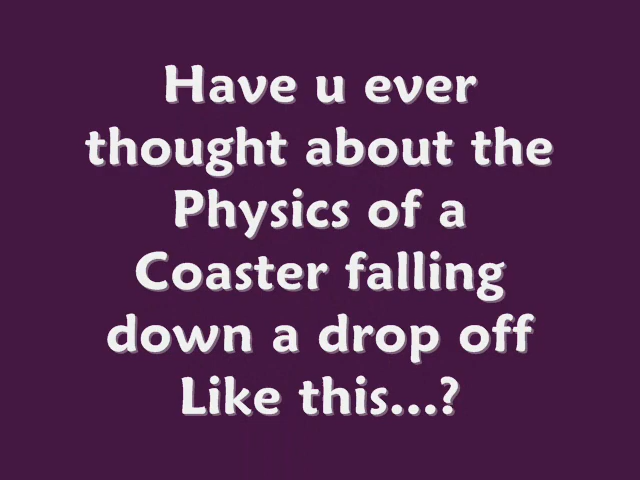 Have u ever
thought about the
Physics of a
Coaster falling
down a drop off
Like this...?